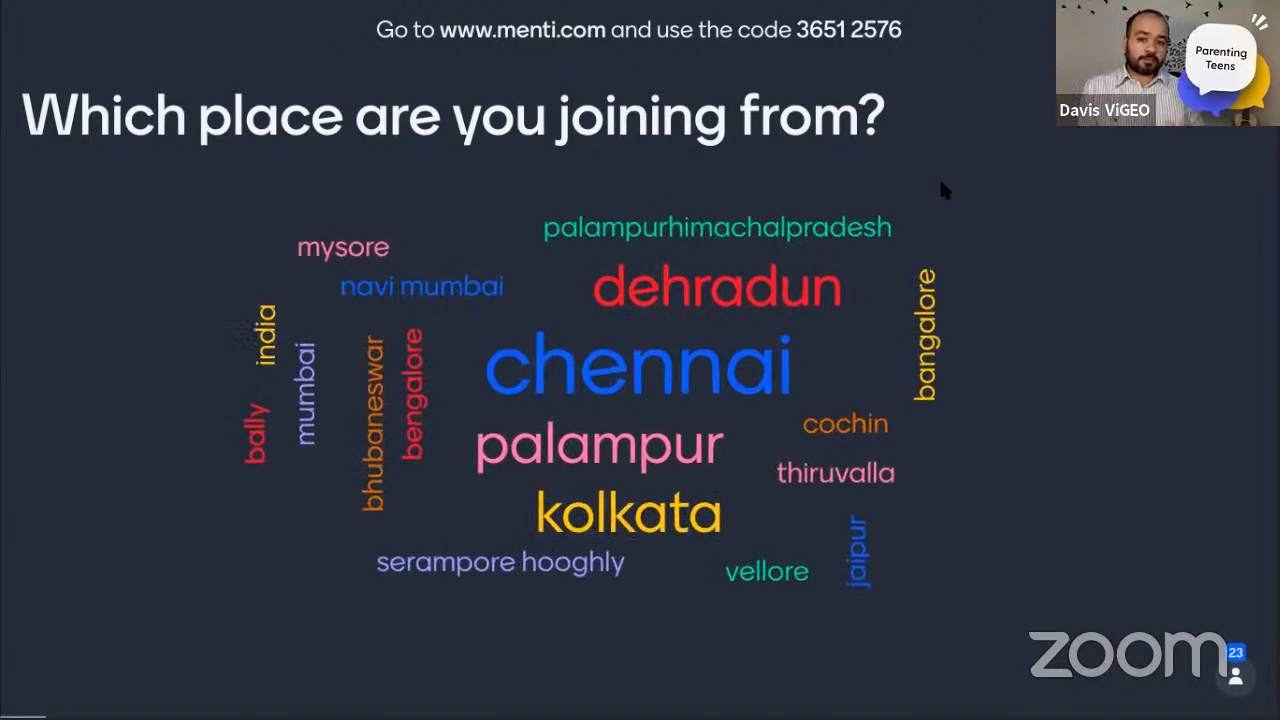 Go to www.menti.com and use the code 3651 2576
Parenting
Teens
Davis ViGEO
Which place are you joining from?
palampurhimachalpradesh
mysore
navi mumbai
dehradun
bangalore
india
mumbai
bhubaneswar
bengalore
chennai
bally
cochin
palampur
thiruvalla
kolkata
jaipur
serampore hooghly
vellore
zoom
23